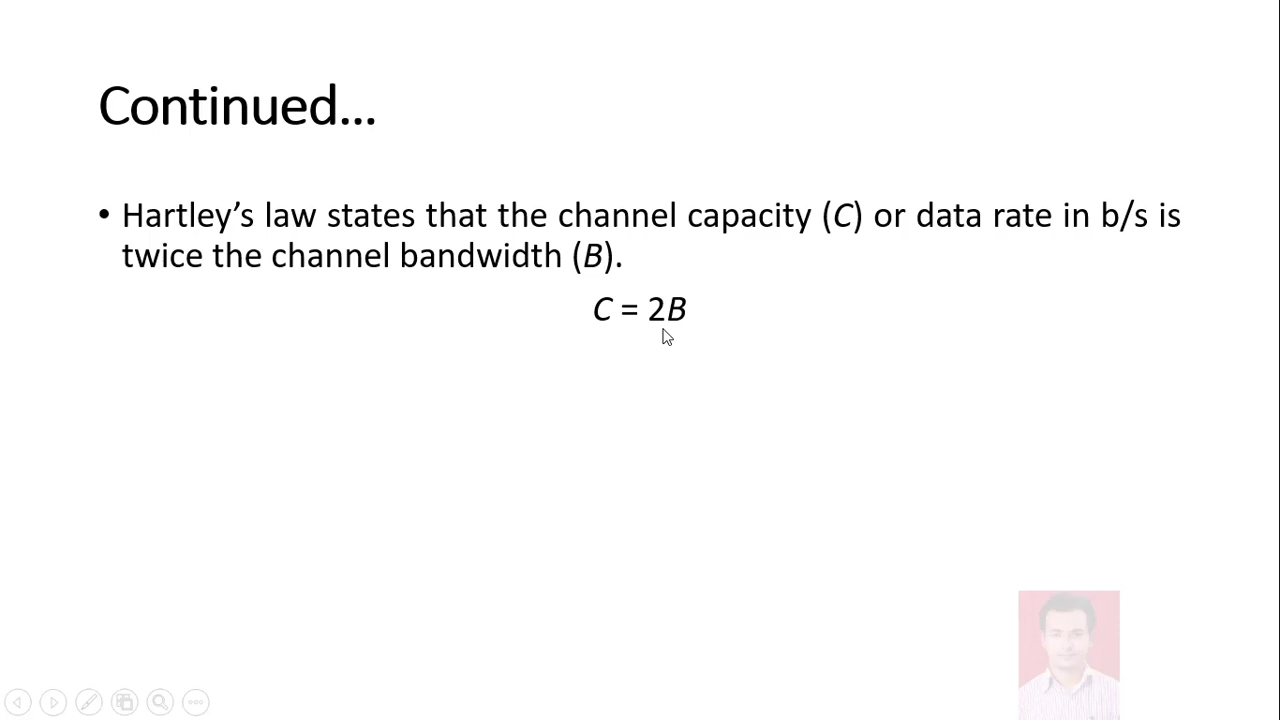 Continued...
• Hartley’s law states that the channel capacity (C) or data rate in b/s is
twice the channel bandwidth (B).
C = 2B